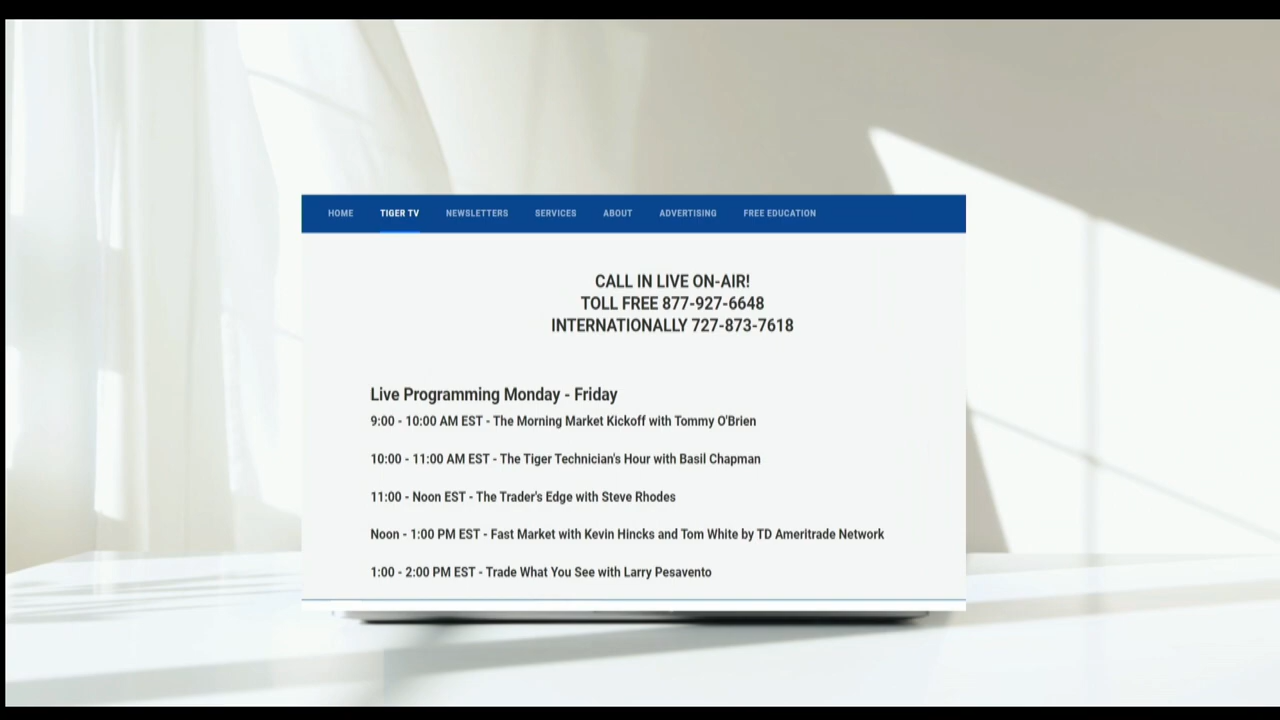 HOME TIGER TV NEWSLETTERS SERVICES ABOUT ADVERTISING FREE EDUCATION
CALL IN LIVE ON-AIR!
TOLL FREE 877-927-6648
INTERNATIONALLY 727-873-7618
Live Programming Monday - Friday
9:00 - 10:00 AM EST - The Morning Market Kickoff with Tommy O'Brien
10:00 - 11:00 AM EST - The Tiger Technician's Hour with Basil Chapman
11:00 - Noon EST - The Trader's Edge with Steve Rhodes
Noon - 1:00 PM EST - Fast Market with Kevin Hincks and Tom White by TD Ameritrade Network
1:00 - 2:00 PM EST - Trade What You See with Larry Pesavento